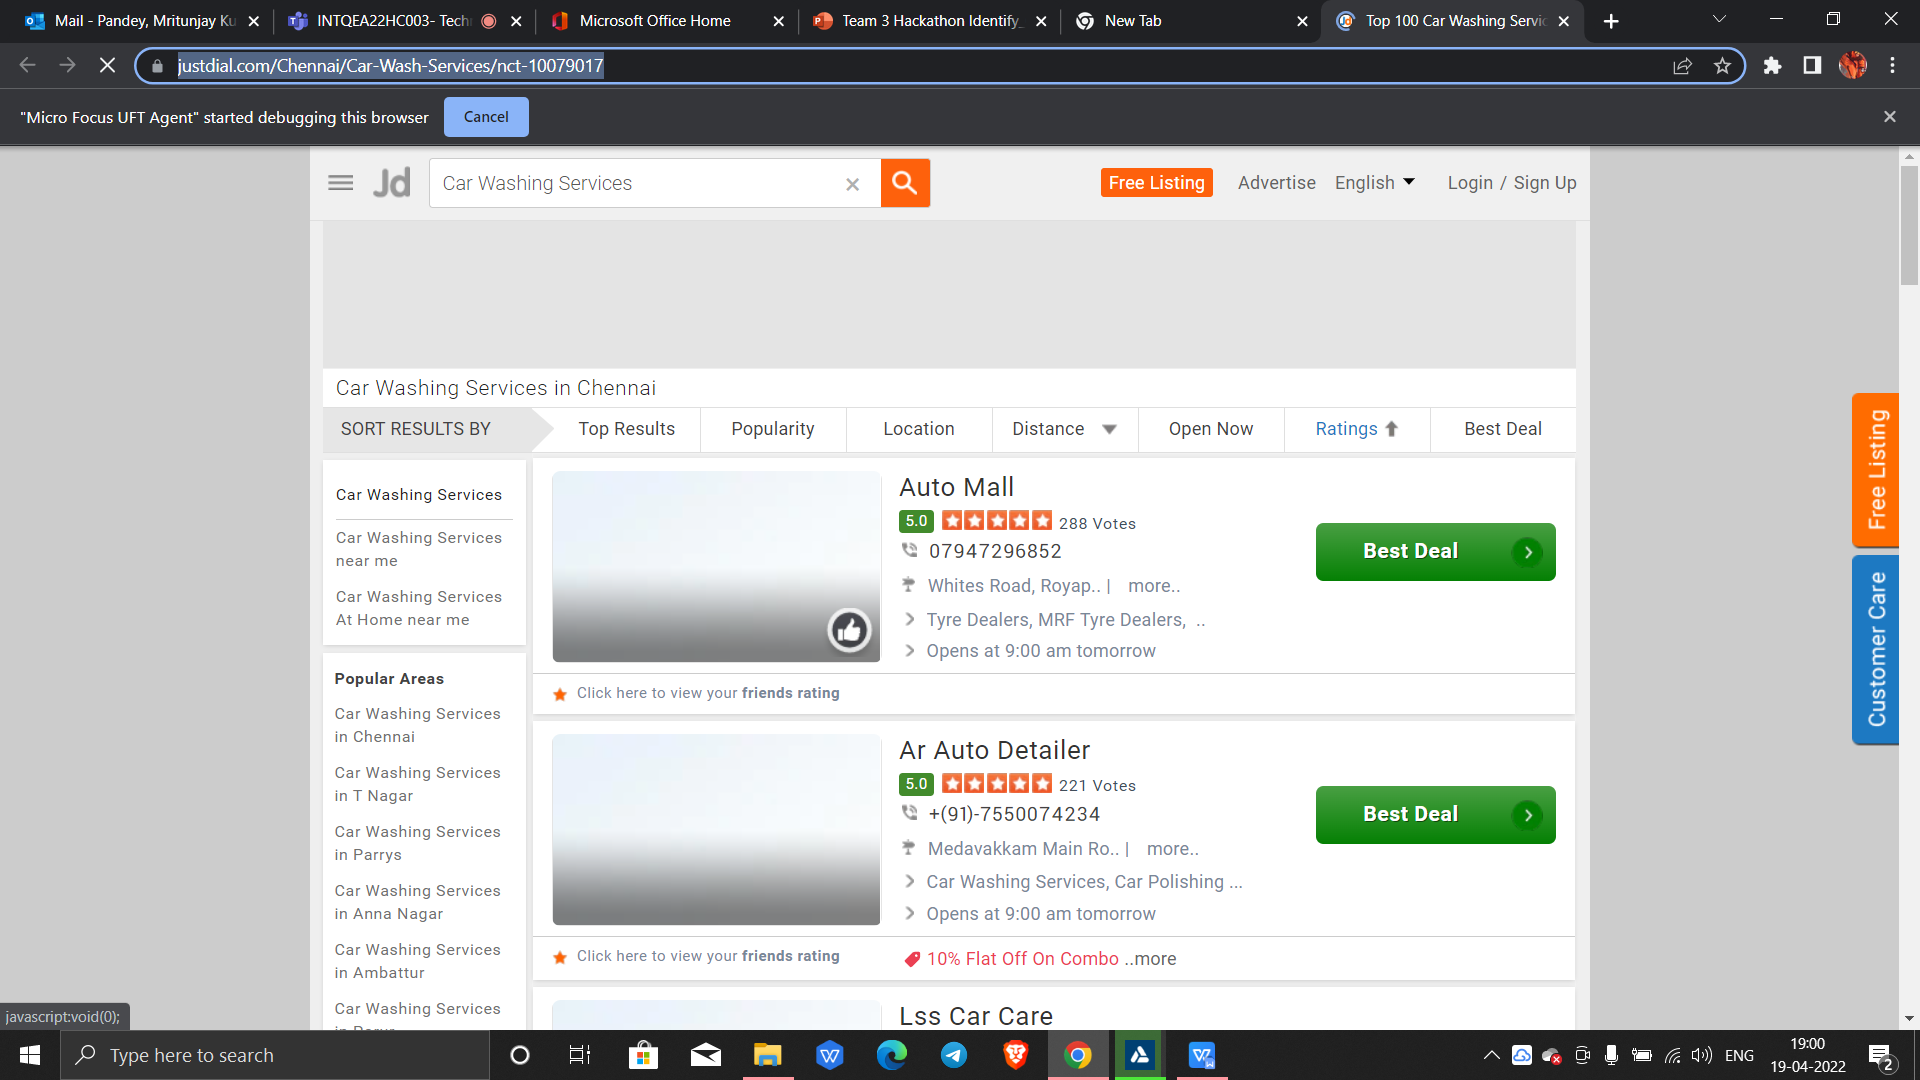 Mail - Pandey, Mritunjay Ku
INTQEA22HC003- Tech
Microsoft Office Home
Team 3 Hackathon Identify_
New Tab
Top 100 Car Washing Servic
justdial.com/Chennai/Car-Wash-Services/nct-10079017
"Micro Focus UFT Agent" started debugging this browser
Cancel
Jd
Car Washing Services
Free Listing
Advertise
English
Login / Sign Up
Car Washing Services in Chennai
SORT RESULTS BY
Top Results
Popularity
Location
Distance
Open Now
Ratings
Best Deal
Car Washing Services
Car Washing Services
near me
Car Washing Services
At Home near me
Popular Areas
Car Washing Services
in Chennai
Car Washing Services
in T Nagar
Car Washing Services
in Parrys
Car Washing Services
in Anna Nagar
Car Washing Services
in Ambattur
Car Washing Services
Auto Mall
5.0 288 Votes
07947296852
Whites Road, Royap.. | more..
Tyre Dealers, MRF Tyre Dealers, ..
Opens at 9:00 am tomorrow
Best Deal
Click here to view your friends rating
Ar Auto Detailer
5.0 221 Votes
+(91)-7550074234
Medavakkam Main Ro.. | more..
Car Washing Services, Car Polishing ...
Opens at 9:00 am tomorrow
Best Deal
Click here to view your friends rating
10% Flat Off On Combo ..more
Lss Car Care
Free Listing
Customer Care
javascript:void(0);
Type here to search
ENG
19:00
19-04-2022
2